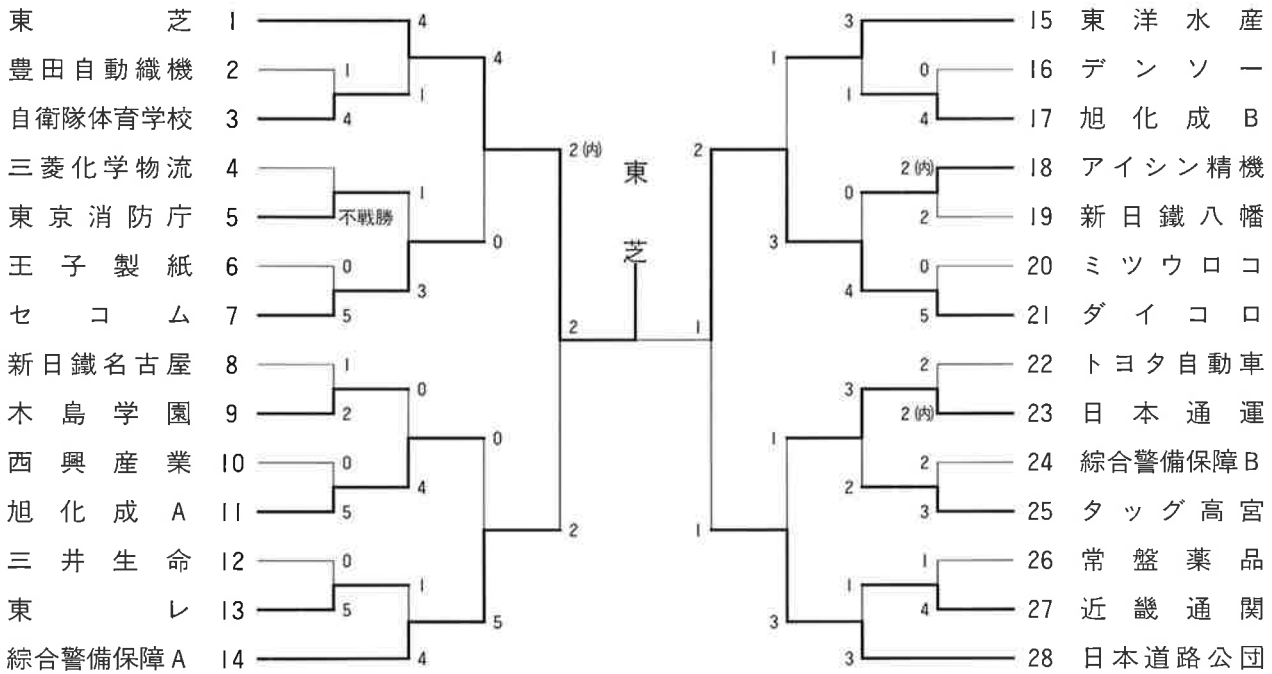 東芝 1
豊田自動織機 2
自衛隊体育学校 3
三菱化学物流 4
東京消防庁 5
王子製紙 6
セコム 7
新日鐵名古屋 8
木島学園 9
西興産業 10
旭化成A 11
三井生命 12
東レ 13
綜合警備保障A 14
4
1
4
1
不戦勝
0
5
1
2
0
5
0
5
4
1
1
3
0
4
1
4
0
0
5
2(内)
2
2
東芝
1
2
1
1
3
1
3
3
1
0
4
3
2
1
3
0
4
2(内)
2
0
5
2
2(内)
2
3
1
4
15 東洋水産
16 デンソー
17 旭化成B
18 アイシン精機
19 新日鐵八幡
20 ミツウロコ
21 ダイコロ
22 トヨタ自動車
23 日本通運
24 綜合警備保障B
25 タッグ高宮
26 常盤薬品
27 近畿通関
28 日本道路公団